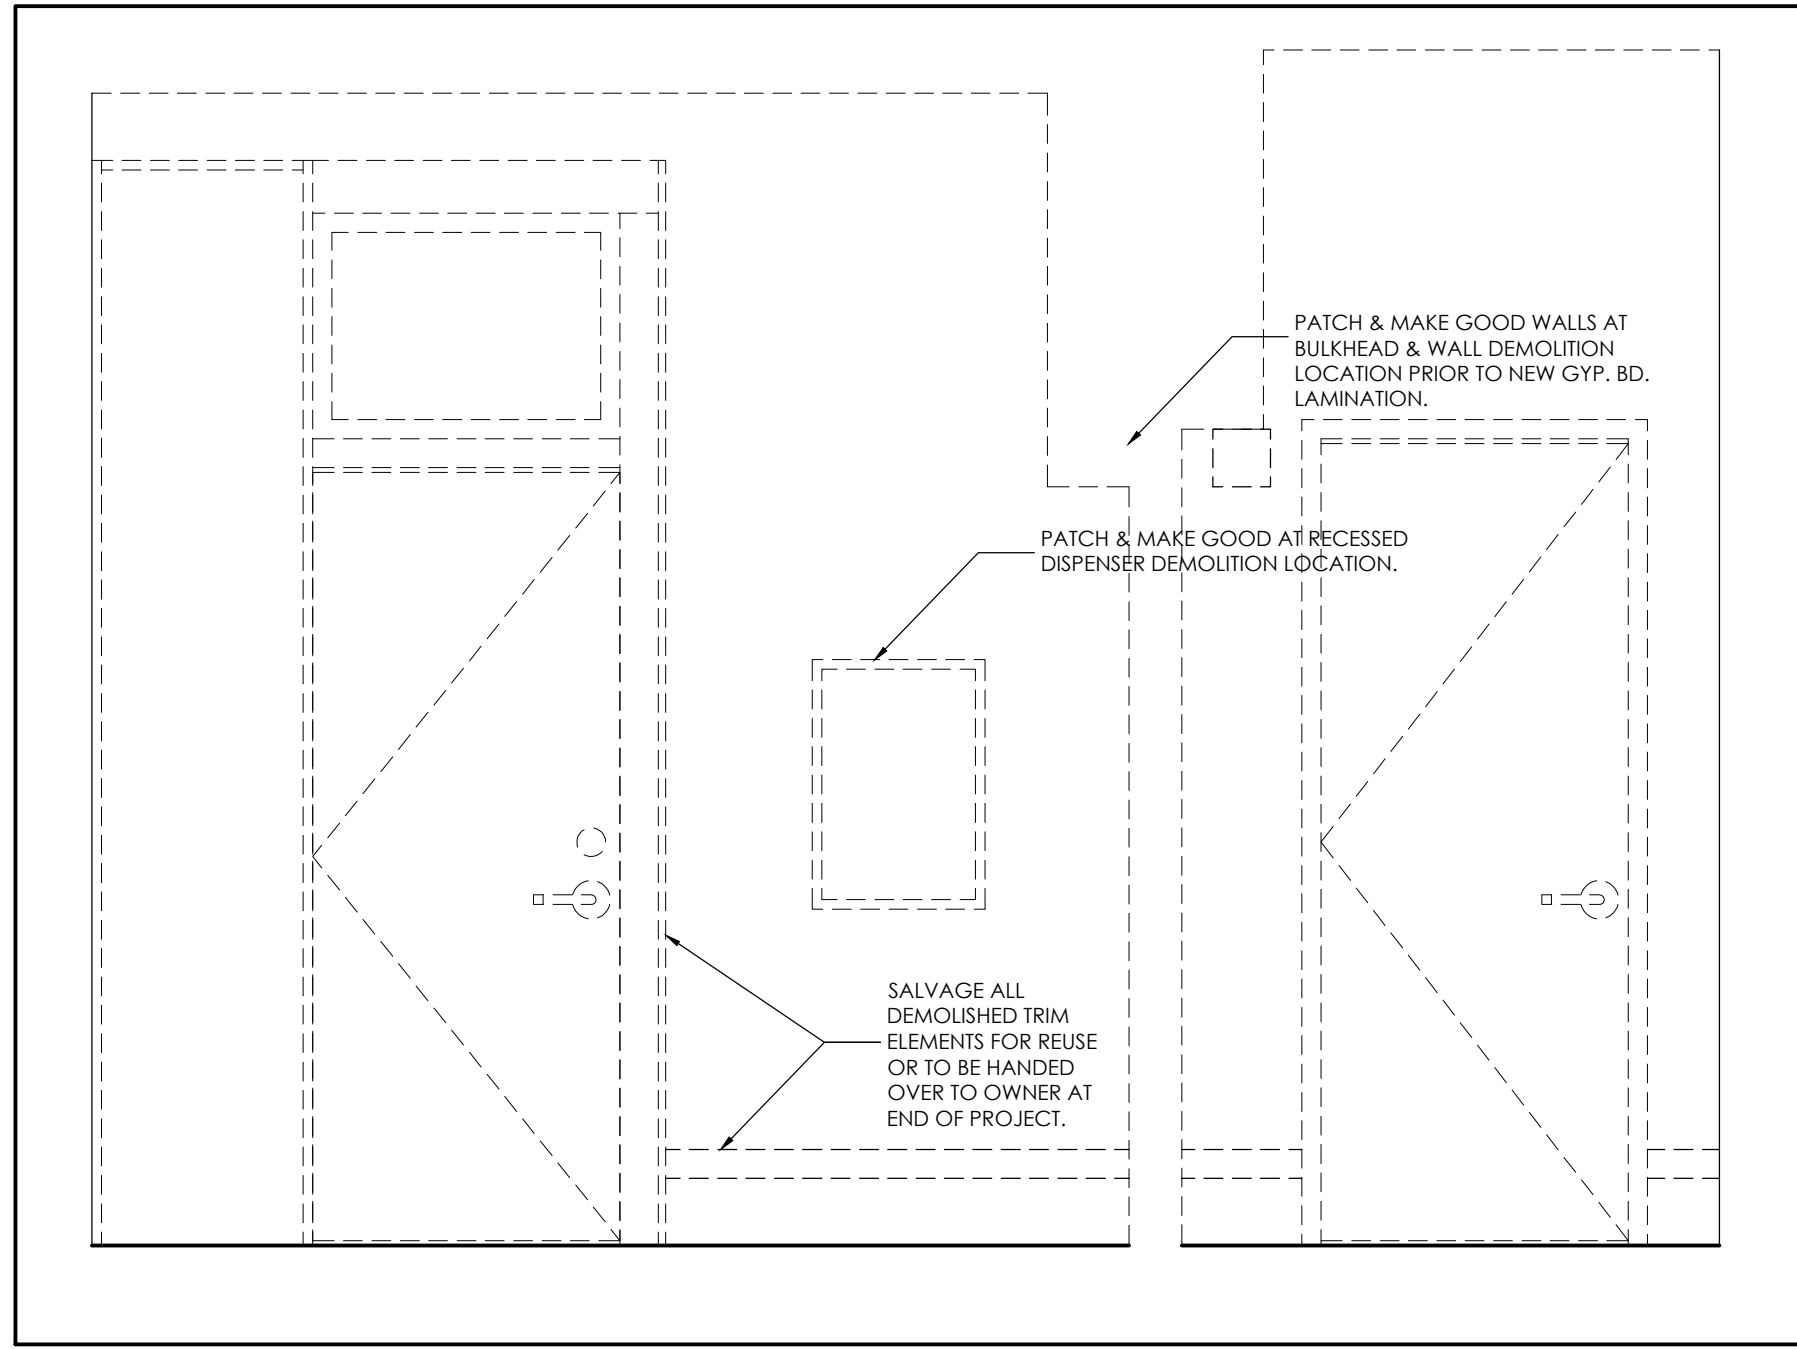 PATCH & MAKE GOOD WALLS AT
BULKHEAD & WALL DEMOLITION
LOCATION PRIOR TO NEW GYP. BD.
LAMINATION.
PATCH & MAKE GOOD AT RECESSED
DISPENSER DEMOLITION LOCATION.
SALVAGE ALL
DEMOLISHED TRIM
ELEMENTS FOR REUSE
OR TO BE HANDED
OVER TO OWNER AT
END OF PROJECT.